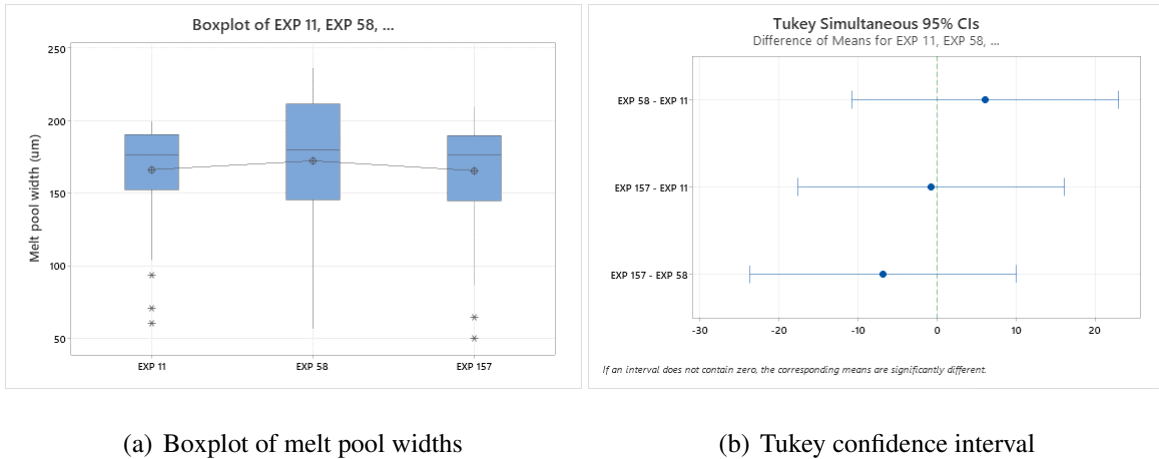 Boxplot of EXP 11, EXP 58, ...
250
200
150
100
50
Melt pool width (um)
EXP 11
EXP 58
EXP 157
Tukey Simultaneous 95% CIs
Difference of Means for EXP 11, EXP 58, ...
EXP 58 - EXP 11
EXP 157 - EXP 11
EXP 157 - EXP 58
-30
-20
-10
0
10
20
If an interval does not contain zero, the corresponding means are significantly different.
(a) Boxplot of melt pool widths
(b) Tukey confidence interval